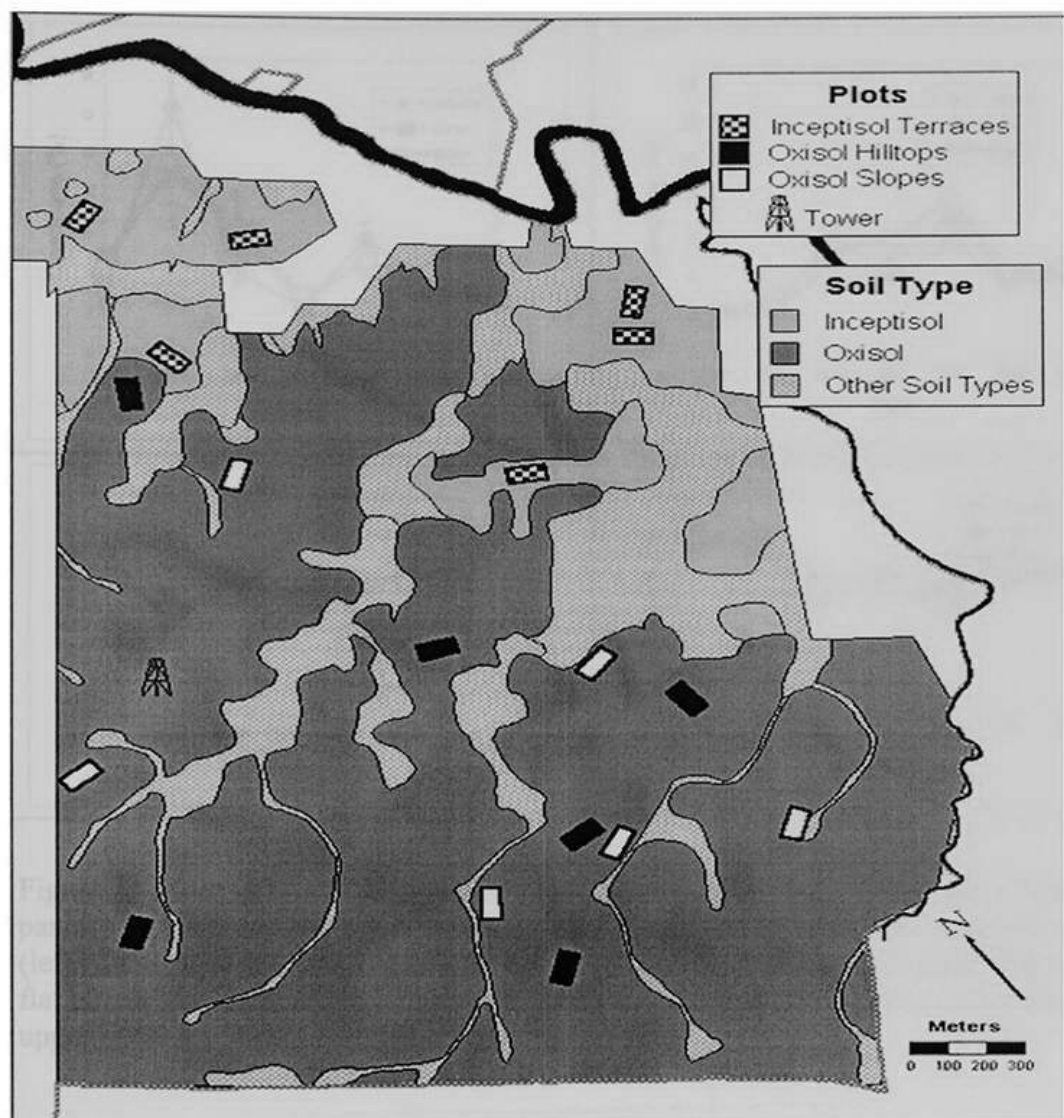 Plots
Inceptisol Terraces
Oxisol Hilltops
Oxisol Slopes
Tower
Soil Type
Inceptisol
Oxisol
Other Soil Types
N
Meters
0 100 200 300